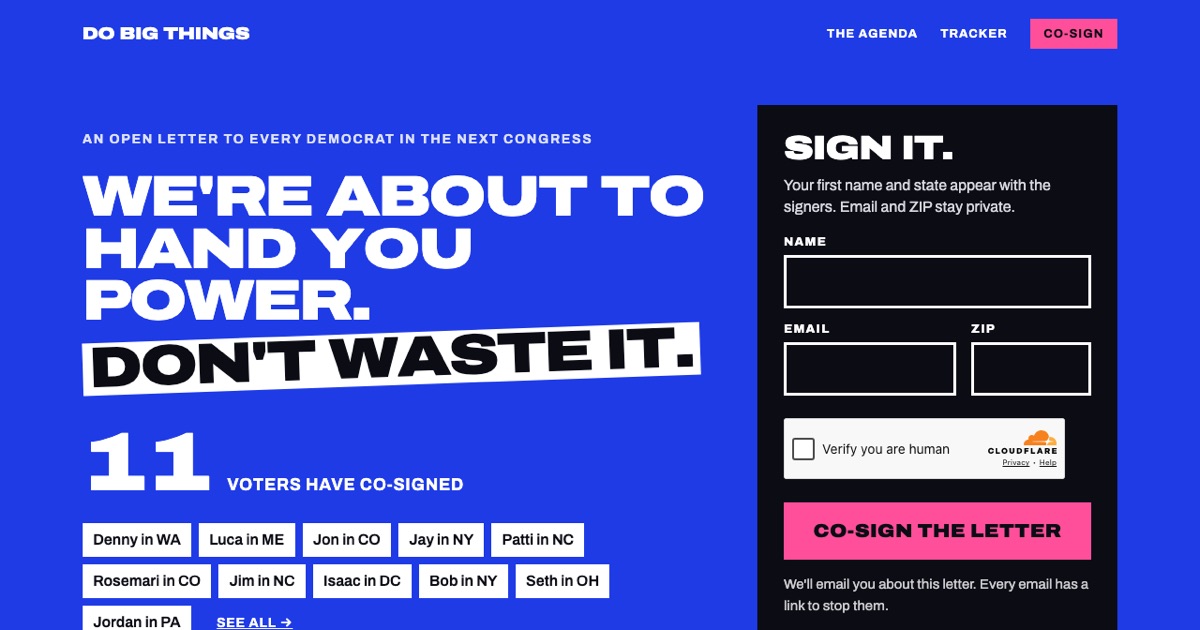 DO BIG THINGS
THE AGENDA
TRACKER
CO-SIGN
AN OPEN LETTER TO EVERY DEMOCRAT IN THE NEXT CONGRESS
WE'RE ABOUT TO
HAND YOU
POWER.
DON'T WASTE IT.
11 VOTERS HAVE CO-SIGNED
Denny in WA
Luca in ME
Jon in CO
Jay in NY
Patti in NC
Rosemari in CO
Jim in NC
Isaac in DC
Bob in NY
Seth in OH
Jordan in PA
SEE ALL →
SIGN IT.
Your first name and state appear with the
signers. Email and ZIP stay private.
NAME
EMAIL
ZIP
Verify you are human
CLOUDFLARE
Privacy • Help
CO-SIGN THE LETTER
We'll email you about this letter. Every email has a
link to stop them.